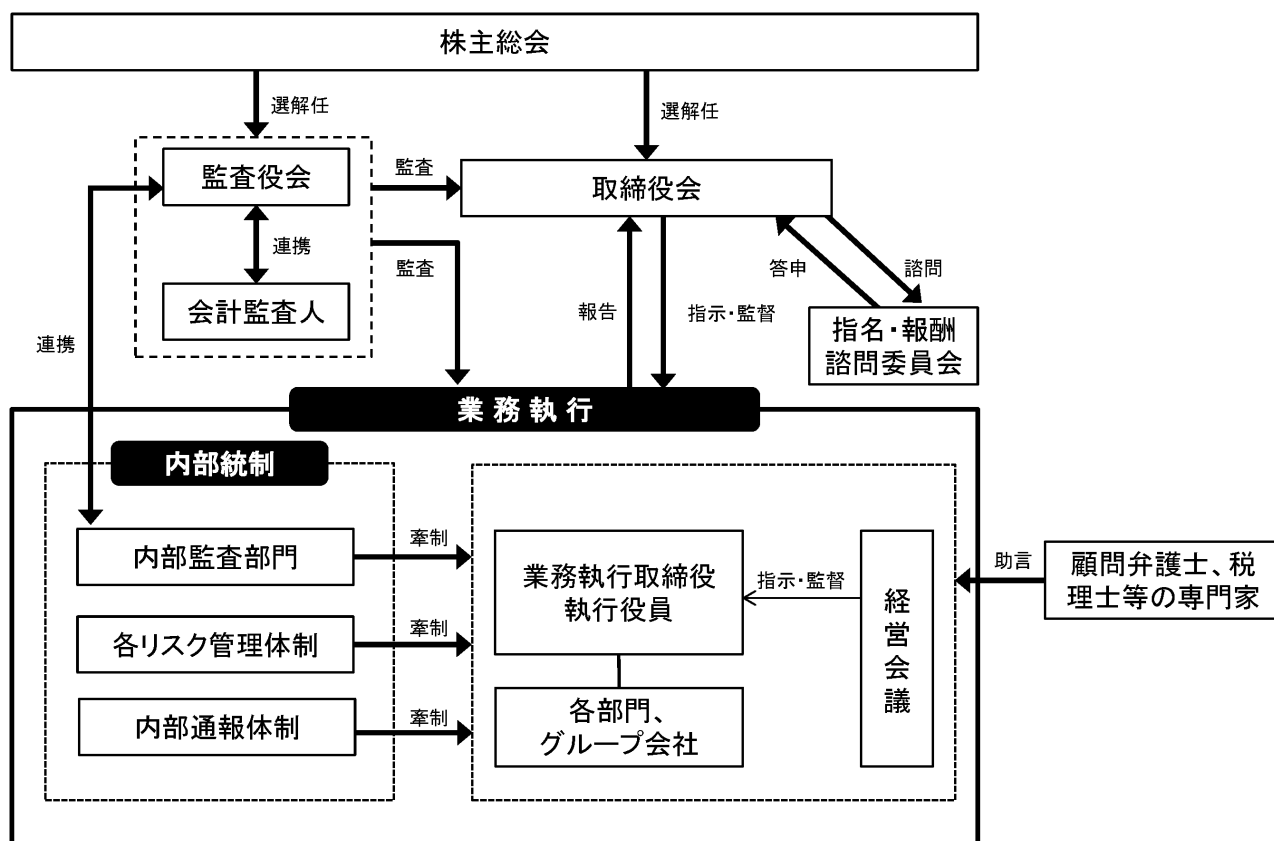 株主総会
選解任
選解任
監査役会
監査
取締役会
連携
監査
答申
諮問
会計監査人
報告
指示・監督
指名・報酬
諮問委員会
連携
業務執行
内部統制
内部監査部門
牽制
業務執行取締役
執行役員
指示・監督
経営会議
助言
顧問弁護士、税
理士等の専門家
各リスク管理体制
牽制
内部通報体制
牽制
各部門、
グループ会社